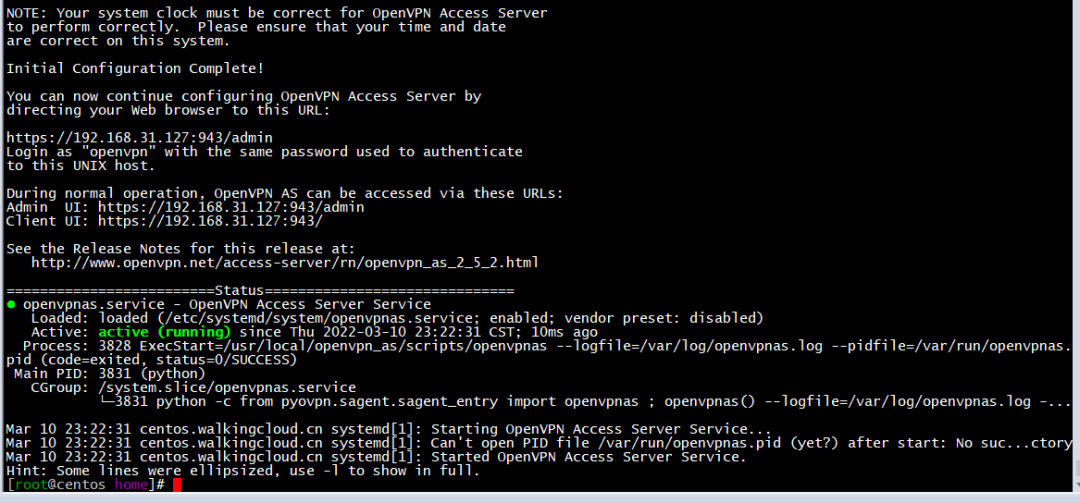 NOTE: Your system clock must be correct for OpenVPN Access Server
to perform correctly.  Please ensure that your time and date
are correct on this system.
Initial Configuration Complete!
You can now continue configuring OpenVPN Access Server by
directing your Web browser to this URL:
https://192.168.31.127:943/admin
Login as "openvpn" with the same password used to authenticate
to this UNIX host.
During normal operation, OpenVPN AS can be accessed via these URLs:
Admin  UI: https://192.168.31.127:943/admin
Client UI: https://192.168.31.127:943/
See the Release Notes for this release at:
   http://www.openvpn.net/access-server/rn/openvpn_as_2_5_2.html
=========================Status==============================
● openvpnas.service - OpenVPN Access Server Service
   Loaded: loaded (/etc/systemd/system/openvpnas.service; enabled; vendor preset: disabled)
   Active: active (running) since Thu 2022-03-10 23:22:31 CST; 10ms ago
  Process: 3828 ExecStart=/usr/local/openvpn_as/scripts/openvpnas --logfile=/var/log/openvpnas.log --pidfile=/var/run/openvpnas.
pid (code=exited, status=0/SUCCESS)
 Main PID: 3831 (python)
   CGroup: /system.slice/openvpnas.service
           └─3831 python -c from pyovpn.sagent.sagent_entry import openvpnas ; openvpnas() --logfile=/var/log/openvpnas.log -...
Mar 10 23:22:31 centos.walkingcloud.cn systemd[1]: Starting OpenVPN Access Server Service...
Mar 10 23:22:31 centos.walkingcloud.cn systemd[1]: Can't open PID file /var/run/openvpnas.pid (yet?) after start: No suc...ctory
Mar 10 23:22:31 centos.walkingcloud.cn systemd[1]: Started OpenVPN Access Server Service.
Hint: Some lines were ellipsized, use -l to show in full.
[root@centos home]#